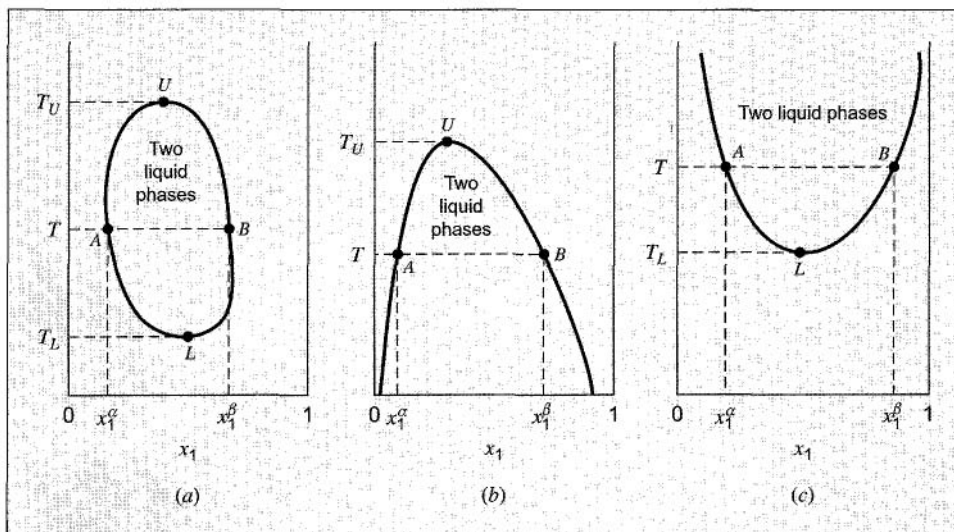 T_U
U
Two
liquid
phases
T
A
B
T_L
L
0
x_1^α
x_1^β
1
x_1
(a)
T_U
U
Two
liquid
phases
T
A
B
0
x_1^α
x_1^β
1
x_1
(b)
Two liquid phases
T
A
B
T_L
L
0
x_1^α
x_1^β
1
x_1
(c)